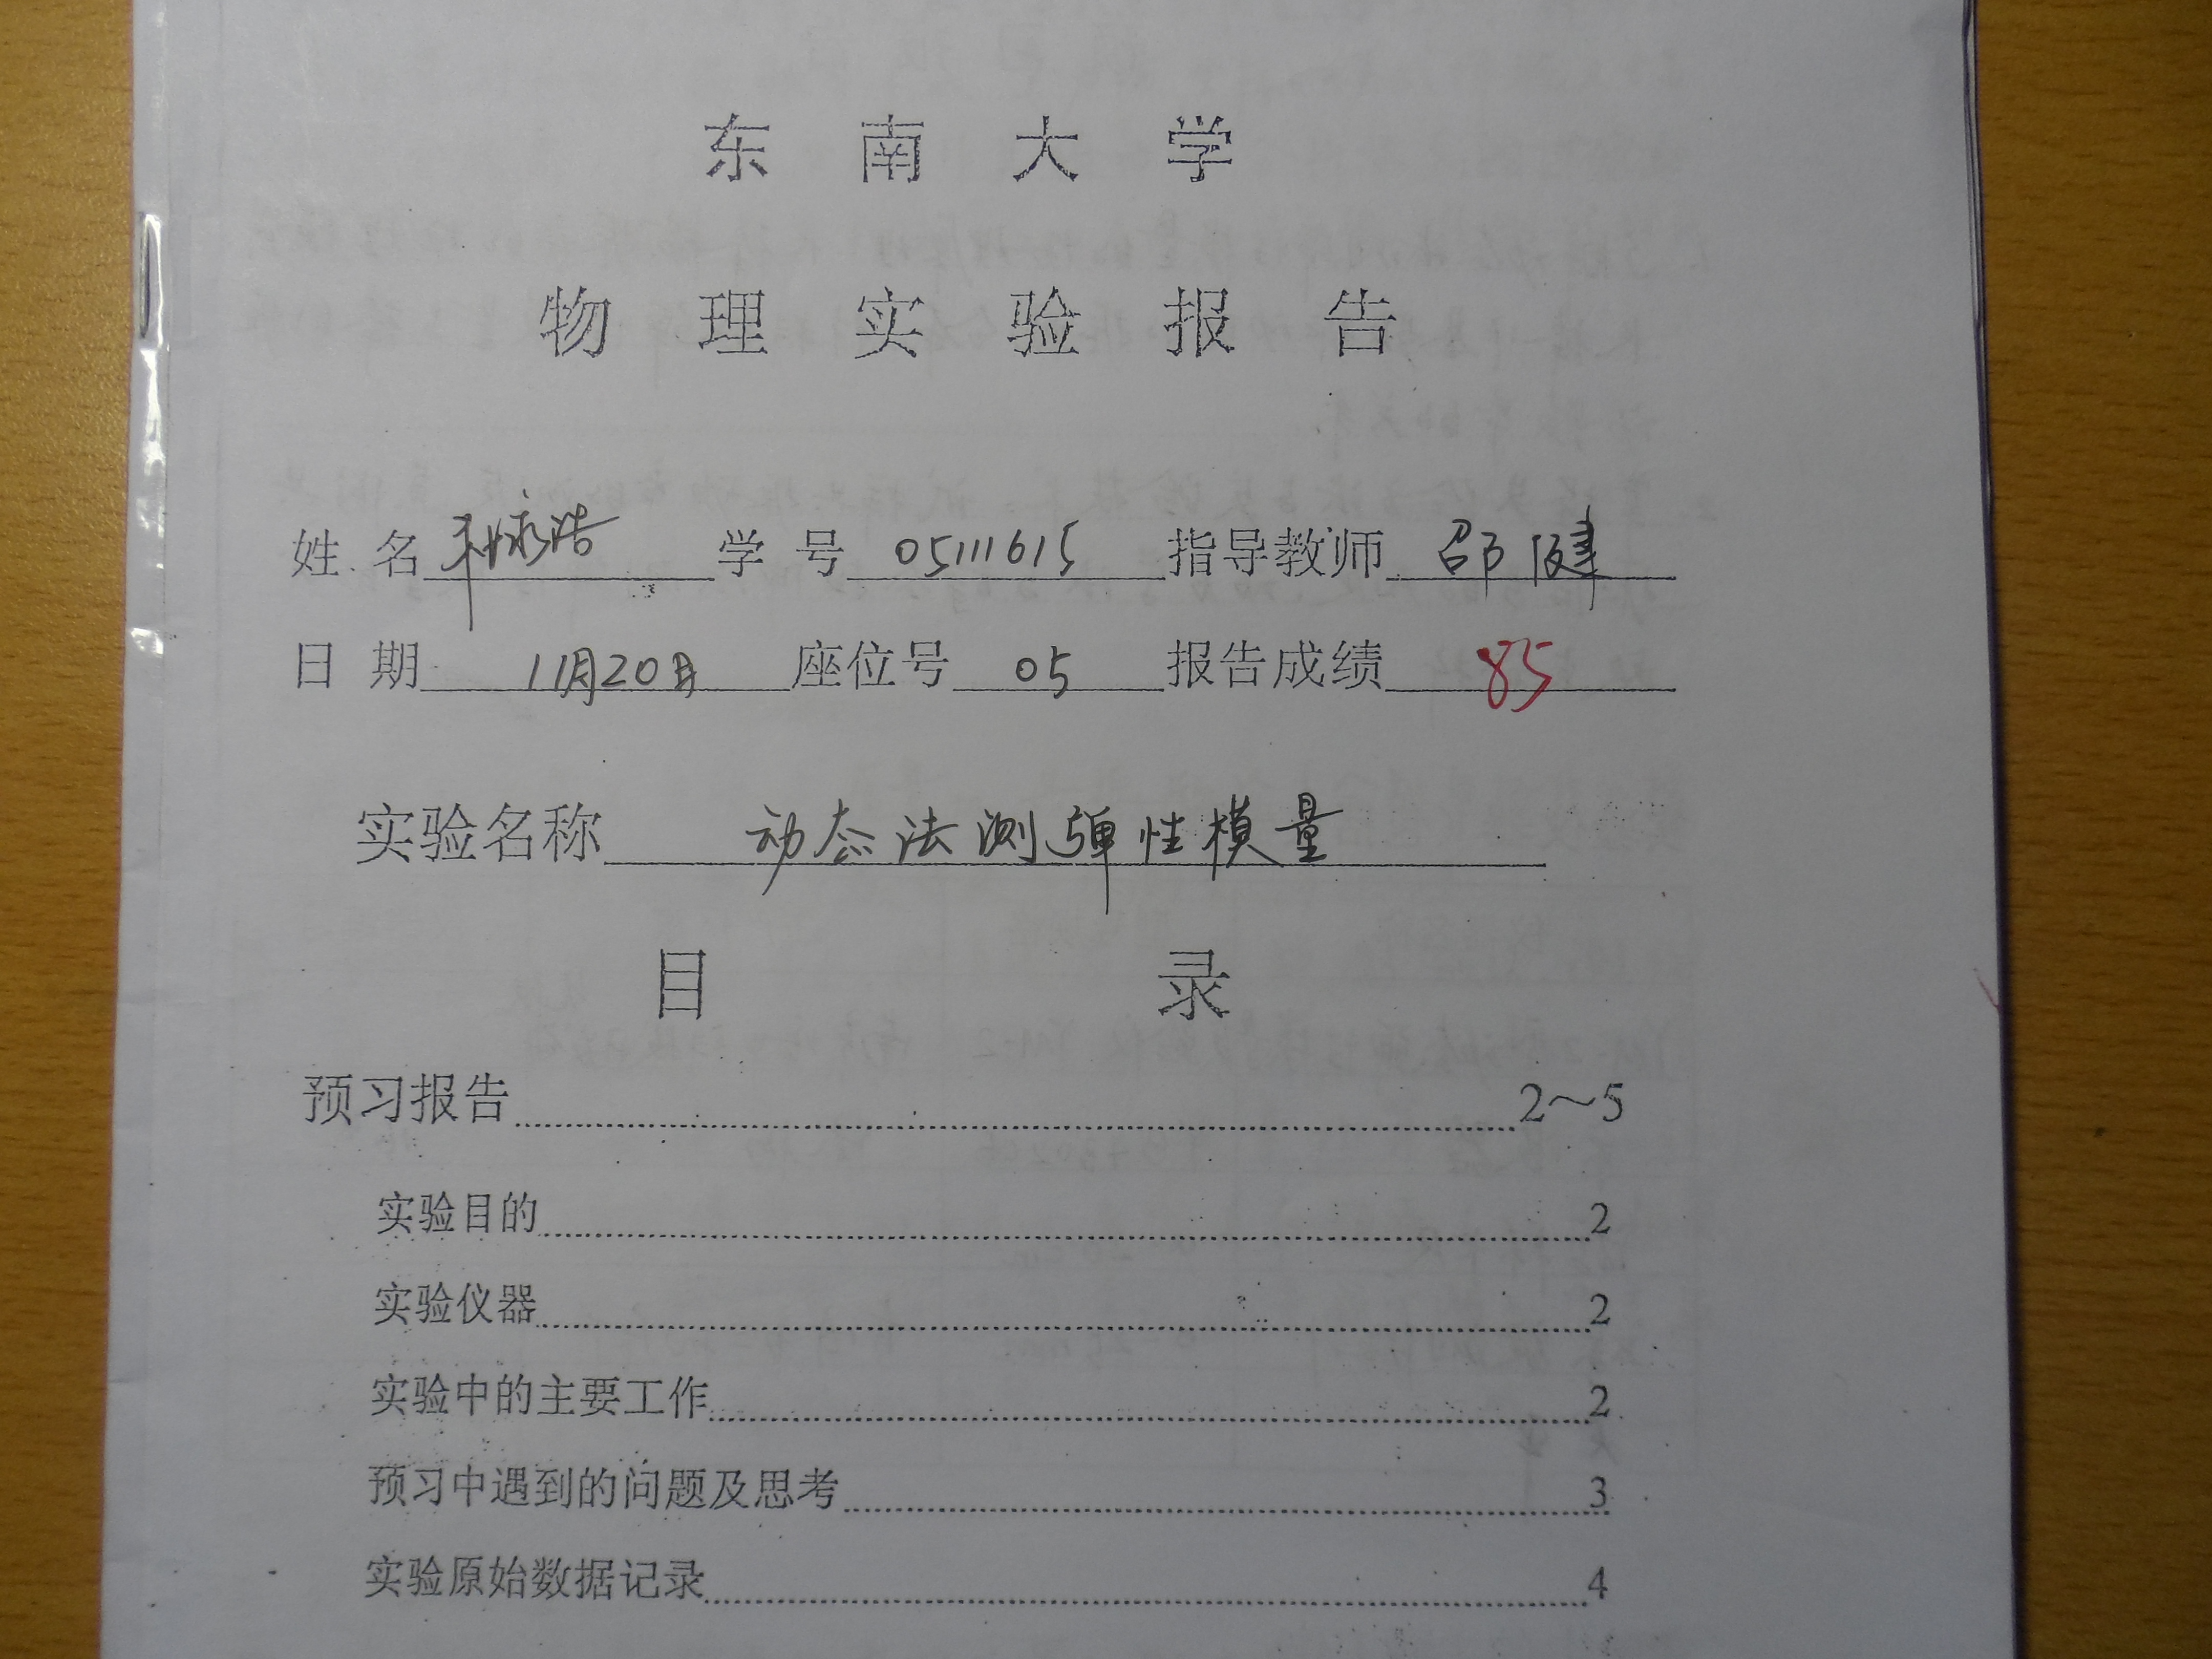 东南大学
物理实验报告
姓名 学号 05111615 指导教师 邵健
日期 11月20日 座位号 05 报告成绩 85
实验名称 动态法测弹性模量
目录
预习报告 2～5
实验目的 2
实验仪器 2
实验中的主要工作 2
预习中遇到的问题及思考 3
实验原始数据记录 4